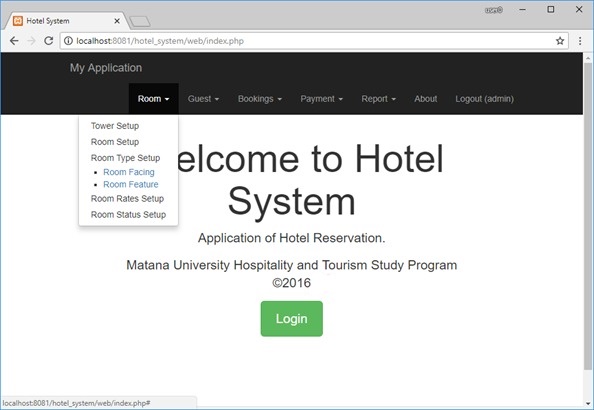 user0
Hotel System
localhost:8081/hotel_system/web/index.php
My Application
Room Guest Bookings Payment Report About Logout (admin)
Tower Setup
Room Setup
Room Type Setup
Room Facing
Room Feature
Room Rates Setup
Room Status Setup
elcome to Hotel
System
Application of Hotel Reservation.
Matana University Hospitality and Tourism Study Program
©2016
Login
localhost:8081/hotel_system/web/index.php#